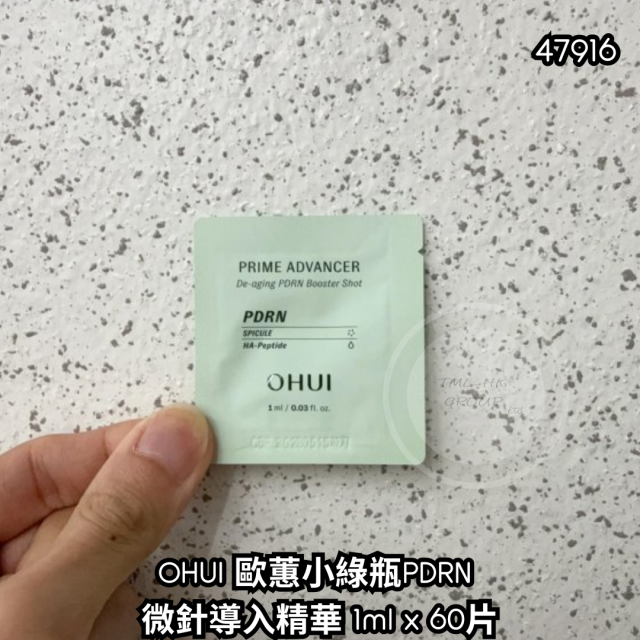 47916
PRIME ADVANCER
De-aging PDRN Booster Shot
PDRN
SPICULE
HA-Peptide
OHUI
1 ml / 0.03 fl. oz.
GROUP
OHUI 歐蕙小綠瓶PDRN
微針導入精華 1ml x 60片